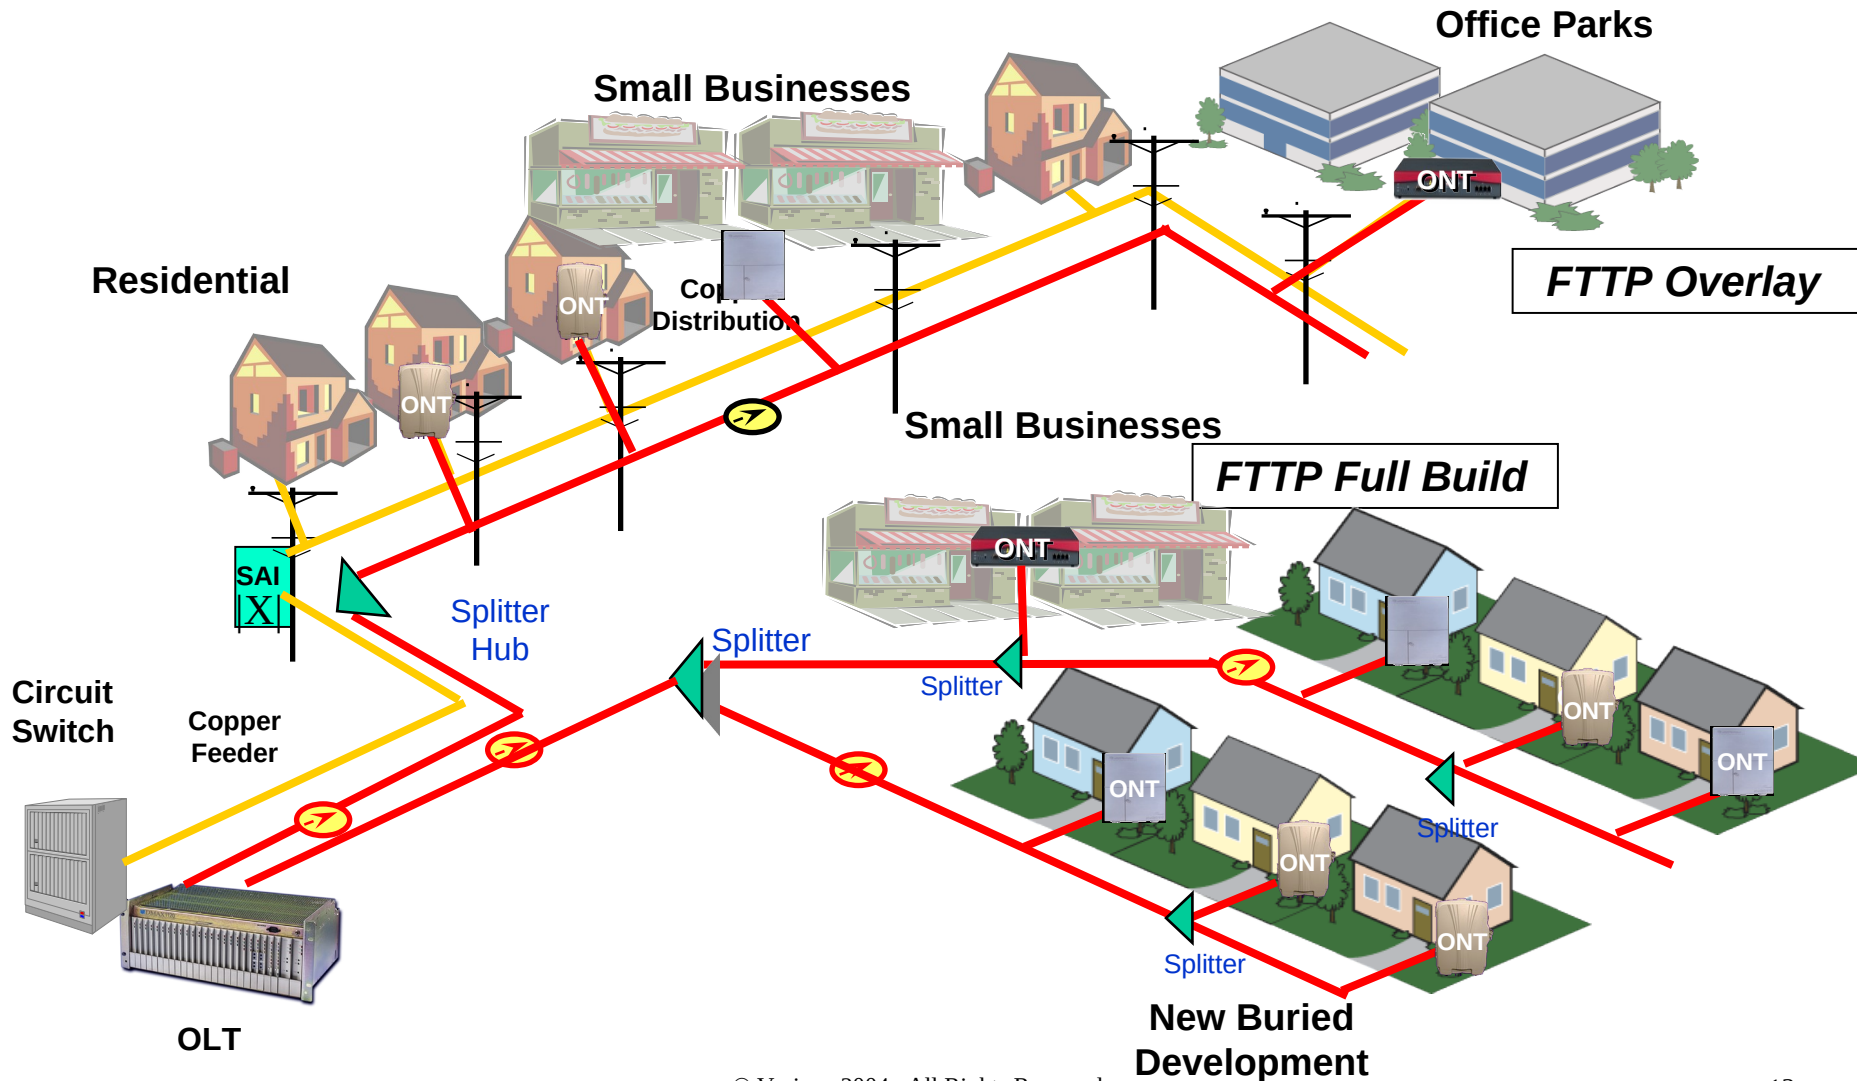 Office Parks
Small Businesses
ONT
FTTP Overlay
Residential
ONT
Distribution
ONT
Small Businesses
FTTP Full Build
ONT
SAI
X
Splitter
Hub
Splitter
Splitter
ONT
Circuit
Switch
Copper
Feeder
ONT
ONT
Splitter
ONT
ONT
Splitter
OLT
New Buried
Development